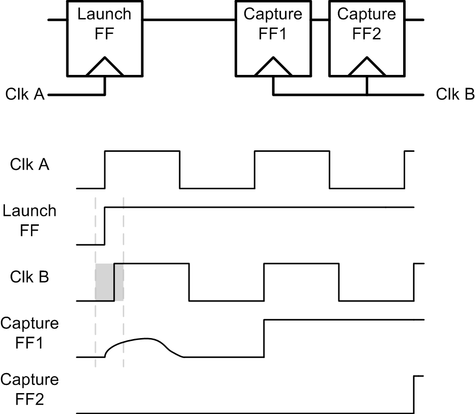 Launch
FF
Capture
FF1
Capture
FF2
Clk A
Clk B
Clk A
Launch
FF
Clk B
Capture
FF1
Capture
FF2